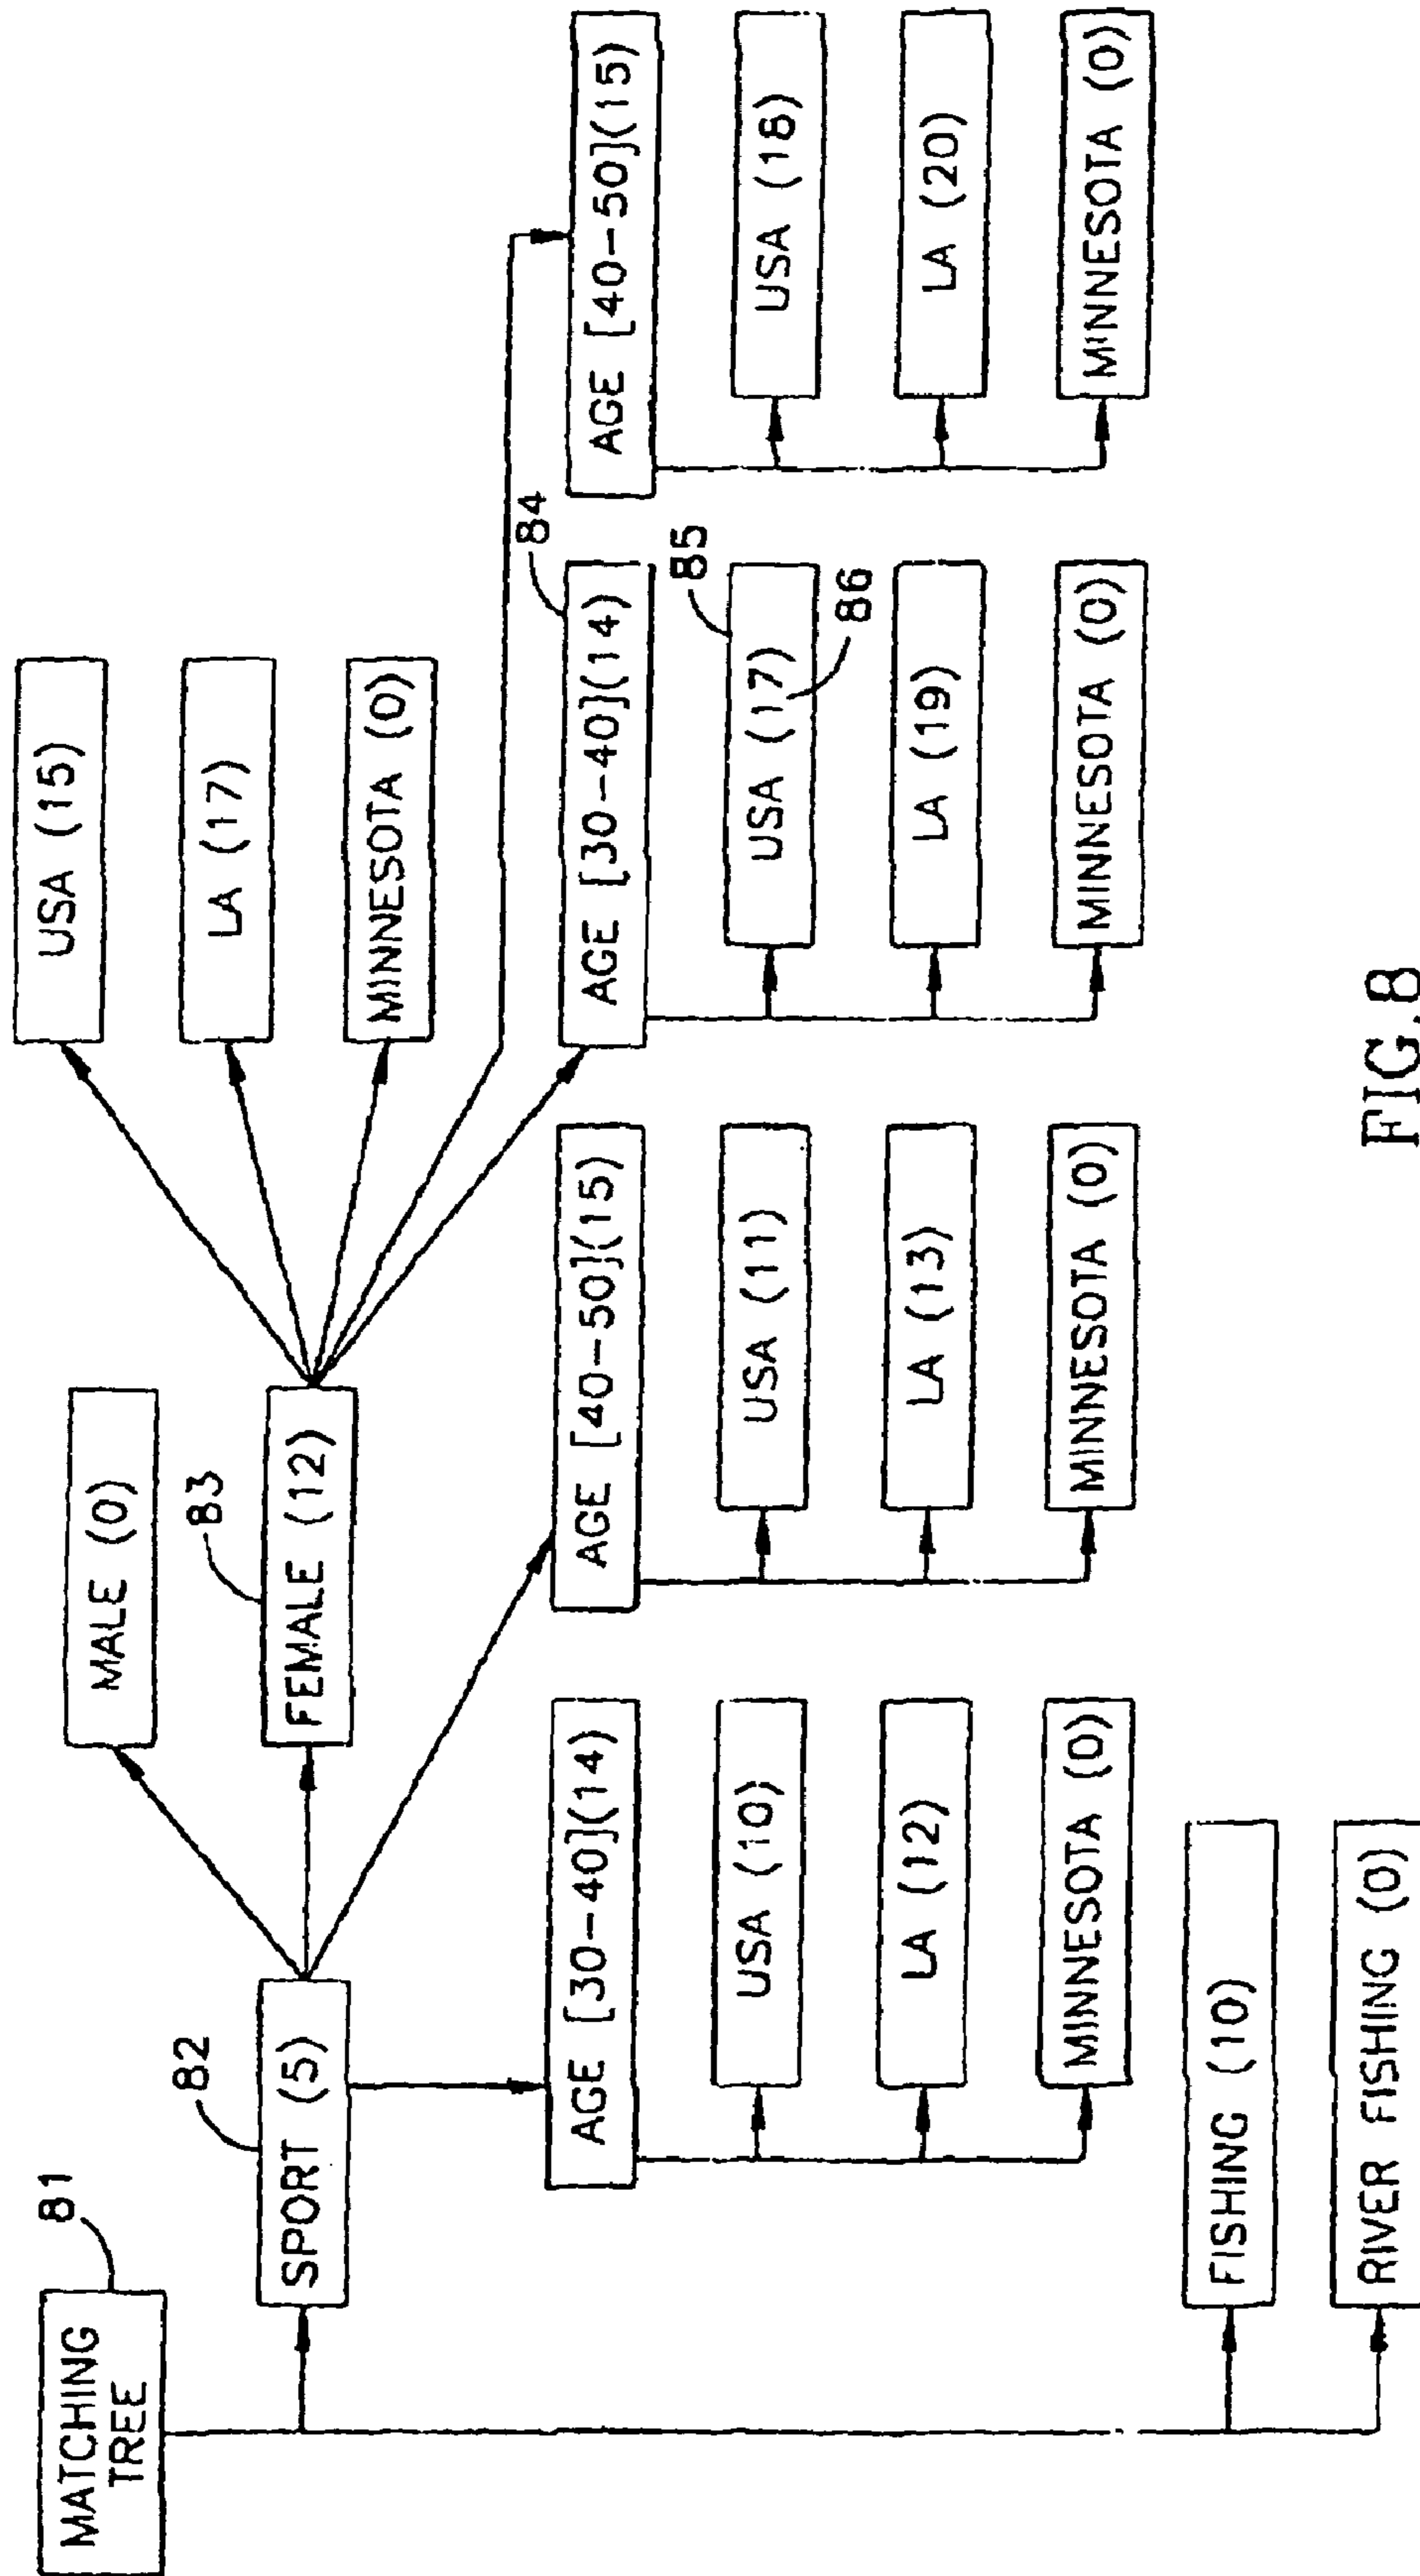 MATCHING
TREE
81
SPORT (5)
82
MALE (0)
FEMALE (12)
83
USA (15)
LA (17)
MINNESOTA (0)
AGE [30-40](14)
USA (10)
LA (12)
MINNESOTA (0)
AGE [40-50](15)
USA (11)
LA (13)
MINNESOTA (0)
AGE [30-40](14)
84
USA (17)
85
86
LA (19)
MINNESOTA (0)
AGE [40-50](15)
USA (18)
LA (20)
MINNESOTA (0)
FISHING (10)
RIVER FISHING (0)
FIG.8